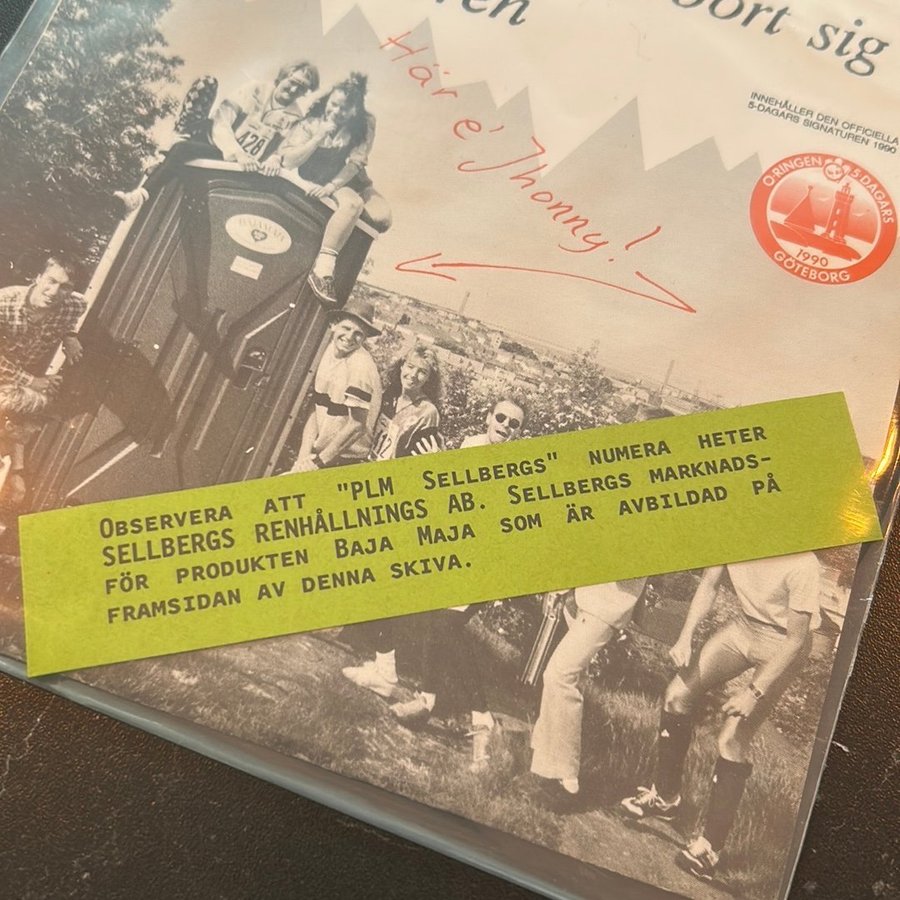 ren
bort sig
Här
e' Jhonny!
INNEHÅLLER DEN OFFICIELLA
5-DAGARS SIGNATUREN 1990
O-RINGEN 5-DAGARS
1990
GÖTEBORG
428
BAJAMAJA
OBSERVERA ATT "PLM SELLBERGS" NUMERA HETER
SELLBERGS RENHÅLLNINGS AB. SELLBERGS MARKNADS-
FÖR PRODUKTEN BAJA MAJA SOM ÄR AVBILDAD PÅ
FRAMSIDAN AV DENNA SKIVA.